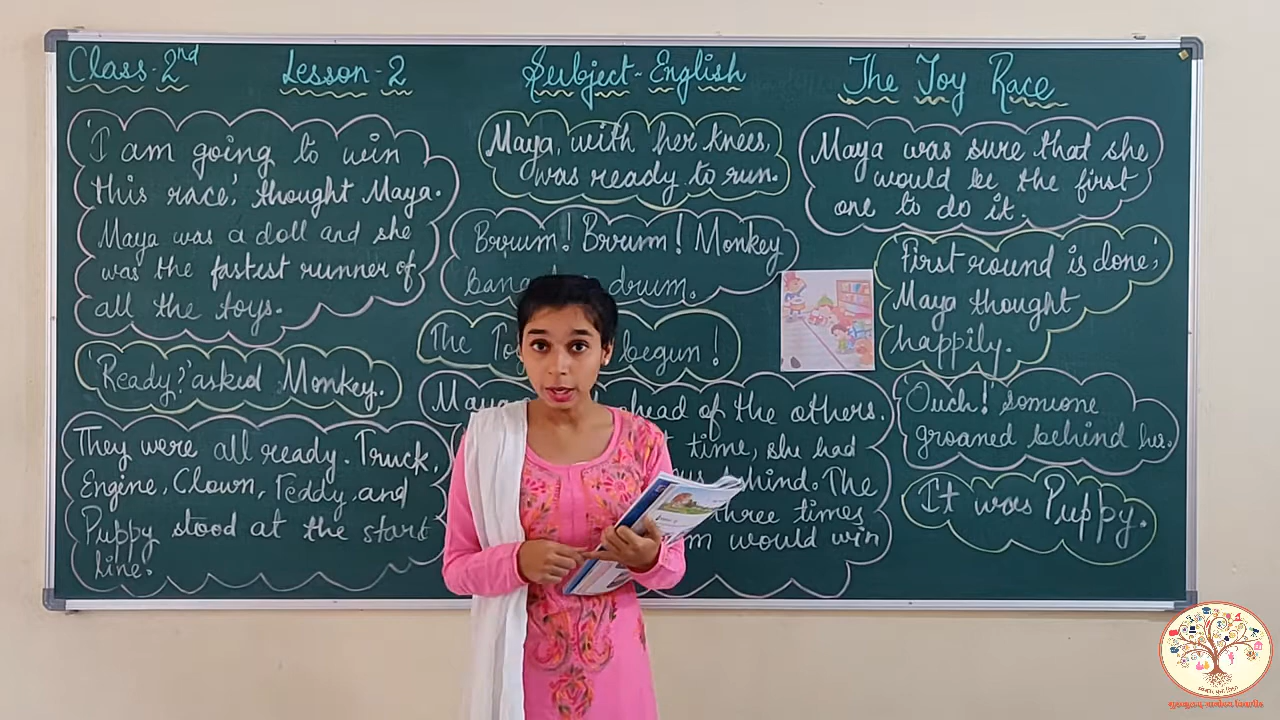 Class-2nd
Lesson-2
Subject-English
The Toy Race
'I am going to win
this race,' thought Maya.
Maya was a doll and she
was the fastest runner of
all the toys.
'Ready?' asked Monkey.
They were all ready. Truck,
Engine, Clown, Teddy and
Puppy stood at the start
line.
Maya, with her knees,
was ready to run.
Brrum! Brrum! Monkey
drum.
The begun!
Maya head of the others.
time, she had
behind. The
three times
would win
Maya was sure that she
would be the first
one to do it.
'First round is done,'
Maya thought
happily.
'Ouch!' someone
groaned behind her.
It was Puppy.